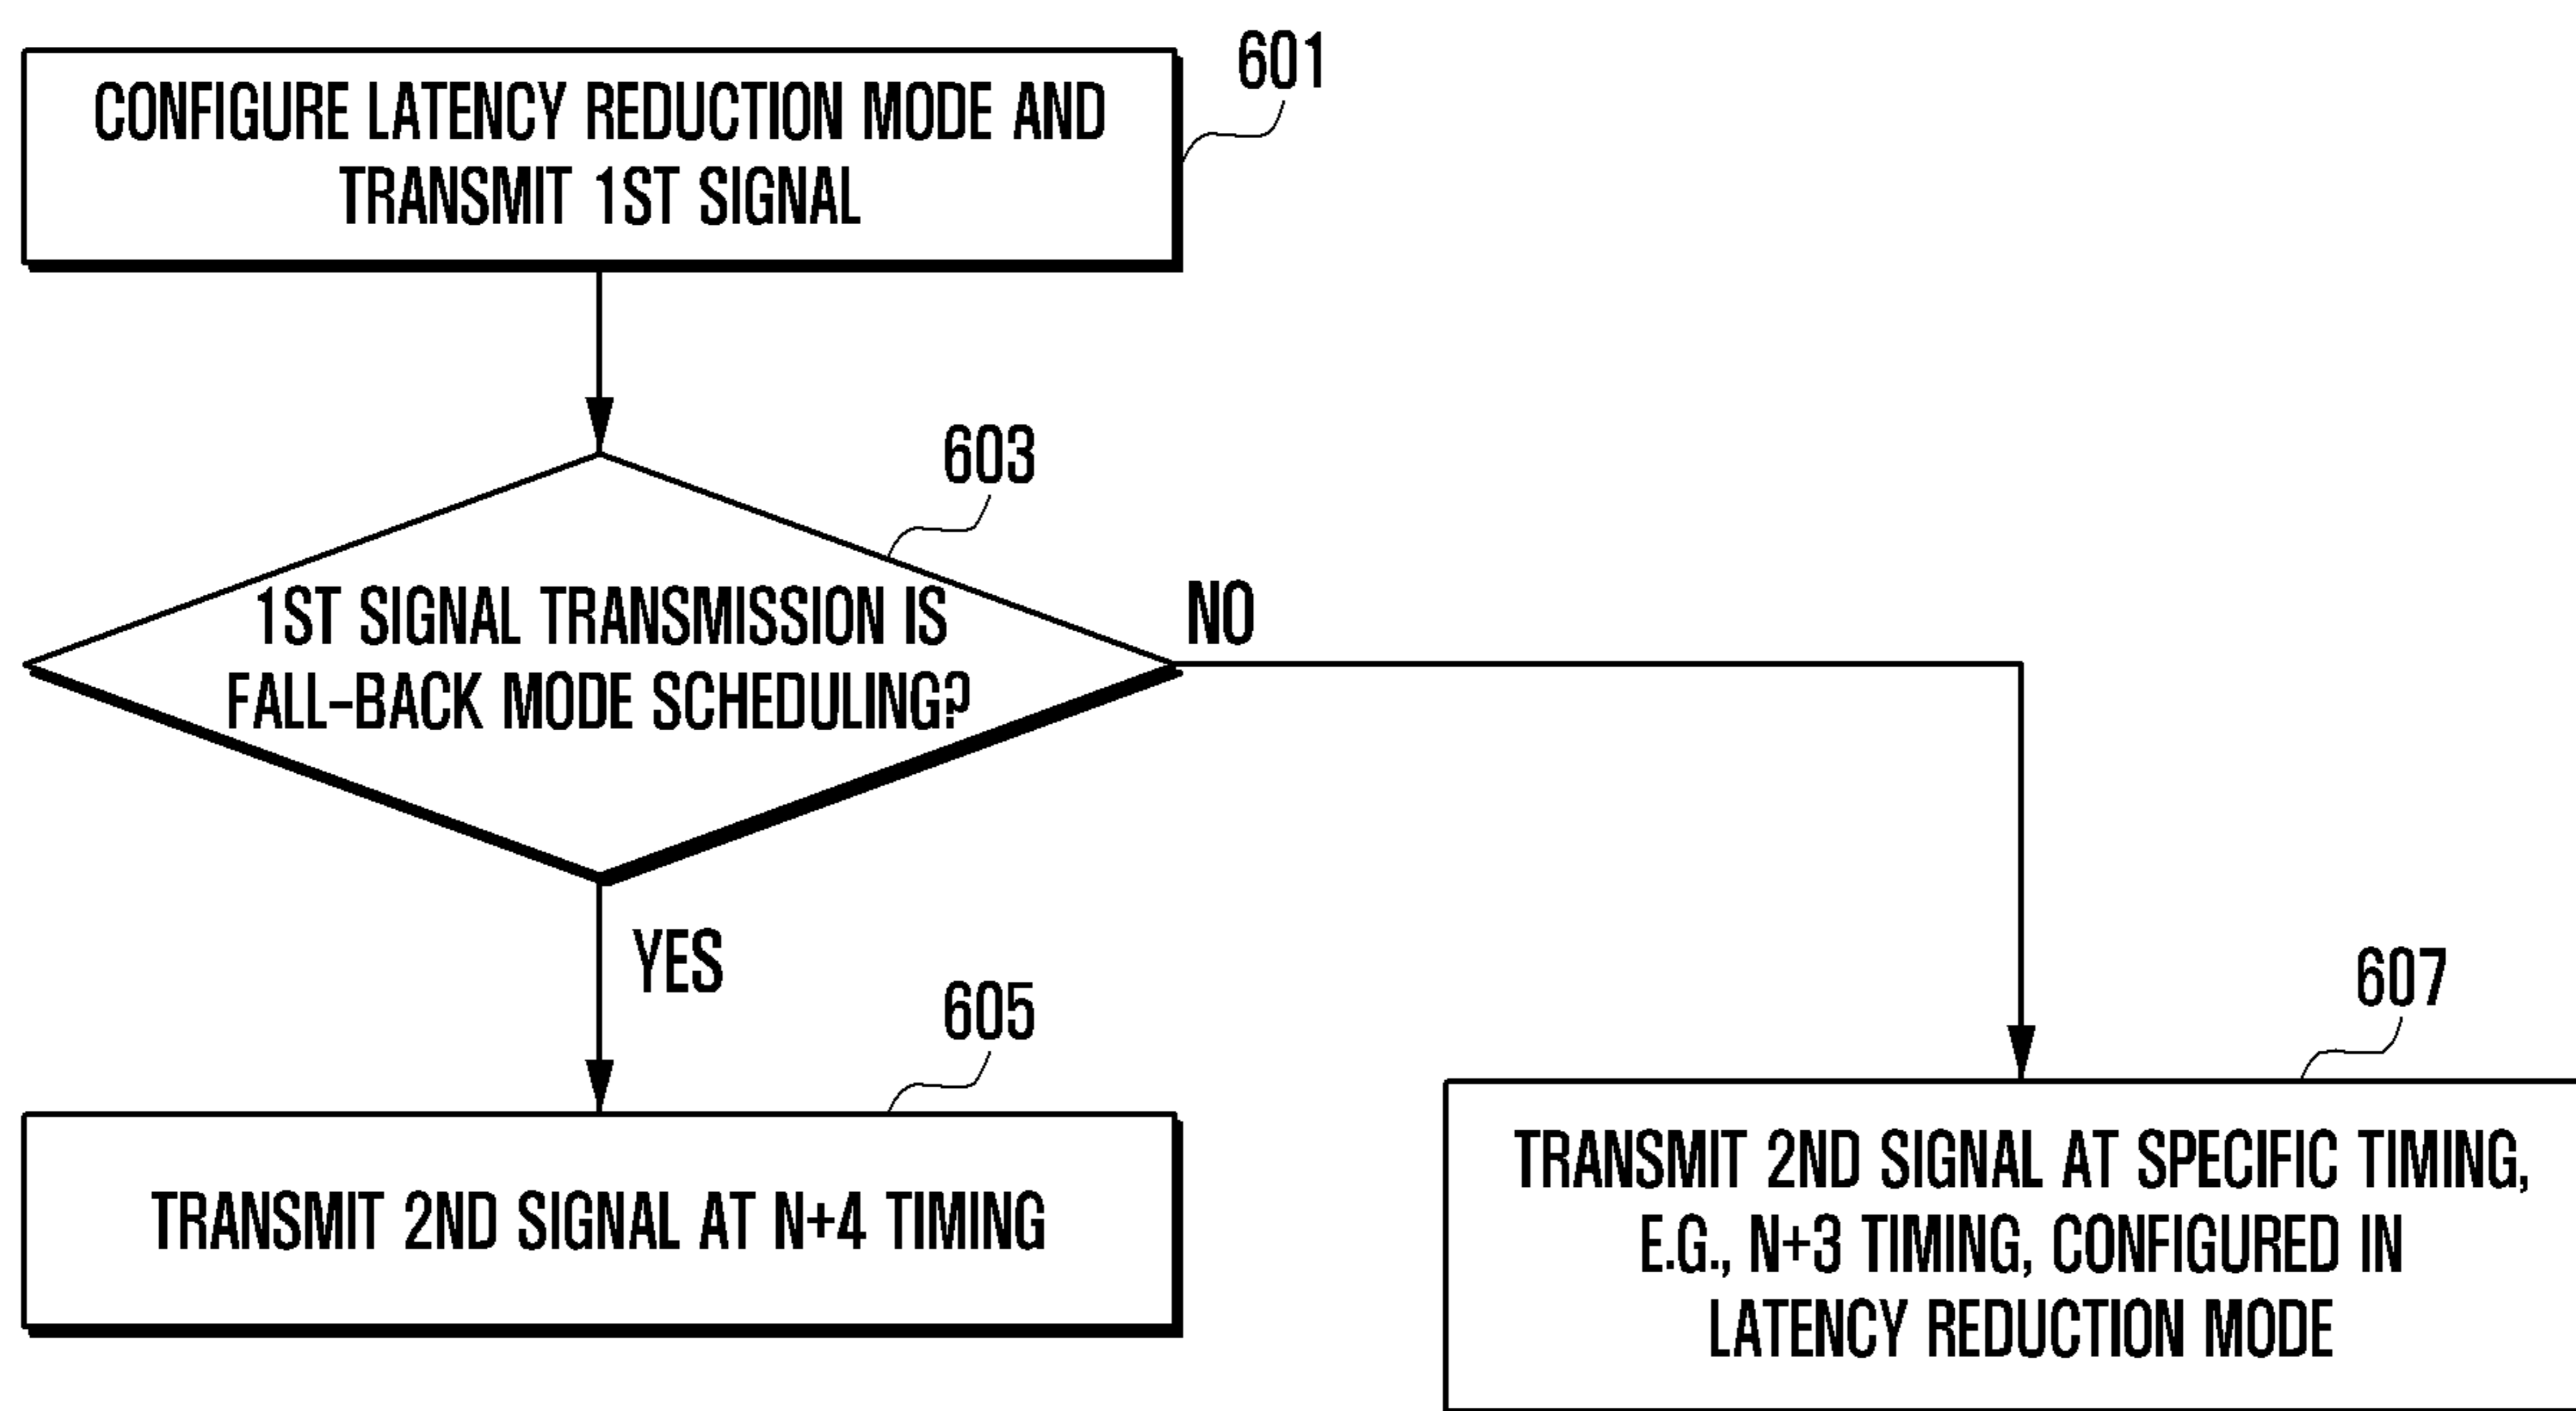 601
CONFIGURE LATENCY REDUCTION MODE AND
TRANSMIT 1ST SIGNAL
603
1ST SIGNAL TRANSMISSION IS
FALL-BACK MODE SCHEDULING?
NO
YES
605
TRANSMIT 2ND SIGNAL AT N+4 TIMING
607
TRANSMIT 2ND SIGNAL AT SPECIFIC TIMING,
E.G., N+3 TIMING, CONFIGURED IN
LATENCY REDUCTION MODE